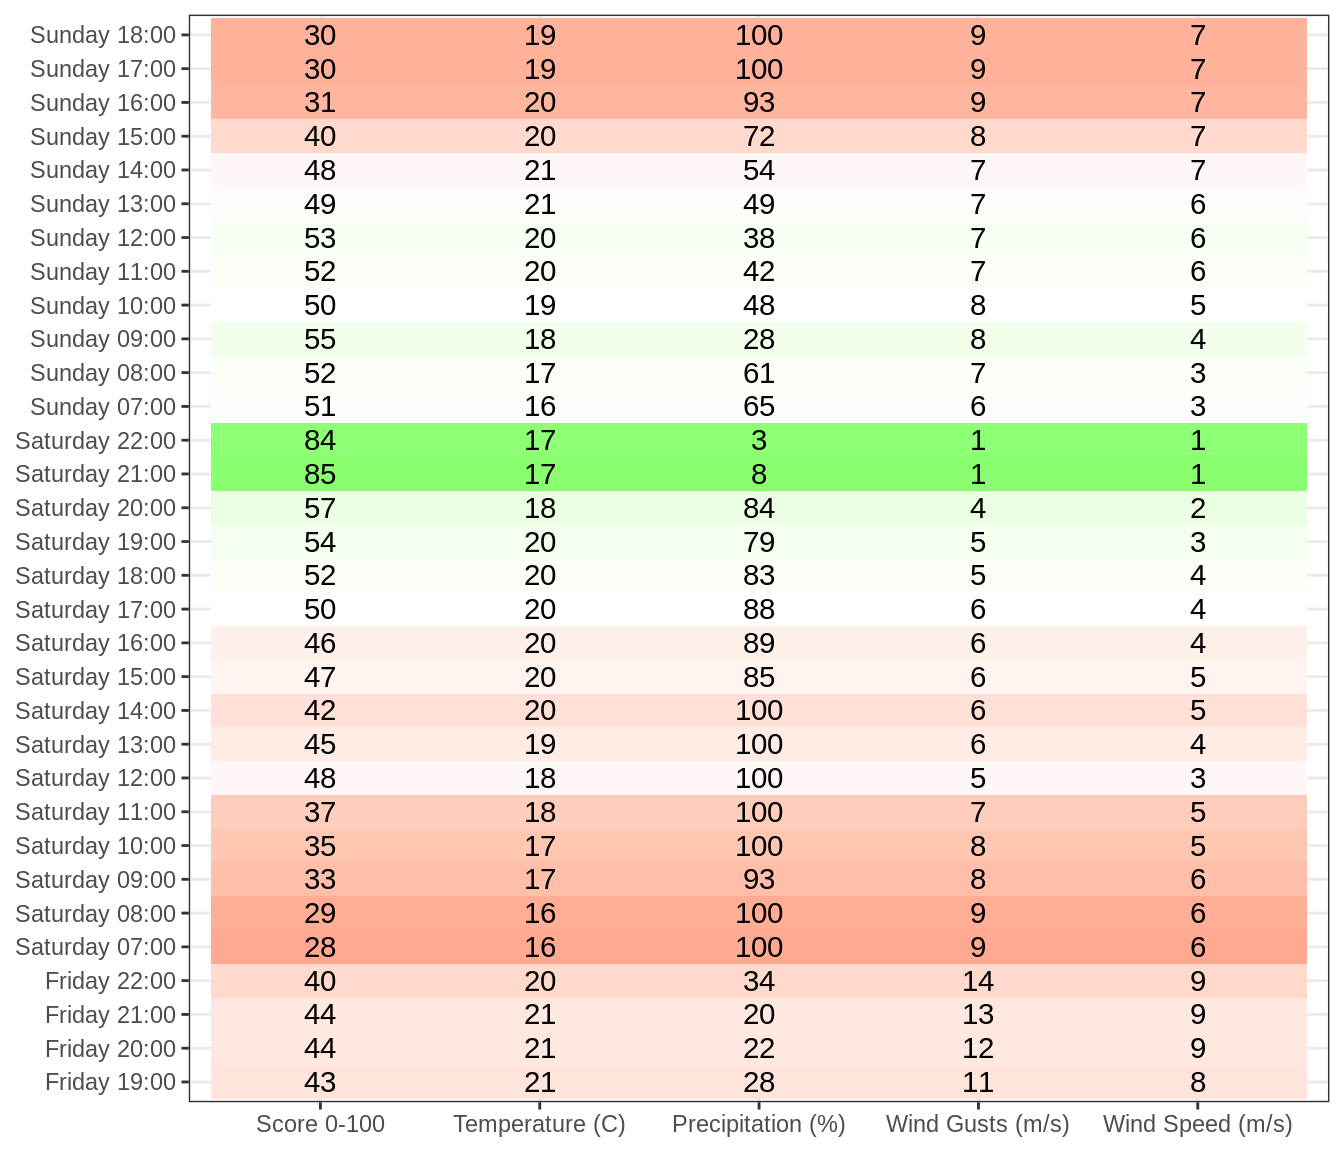 Sunday 18:00 30 19 100 9 7
Sunday 17:00 30 19 100 9 7
Sunday 16:00 31 20 93 9 7
Sunday 15:00 40 20 72 8 7
Sunday 14:00 48 21 54 7 7
Sunday 13:00 49 21 49 7 6
Sunday 12:00 53 20 38 7 6
Sunday 11:00 52 20 42 7 6
Sunday 10:00 50 19 48 8 5
Sunday 09:00 55 18 28 8 4
Sunday 08:00 52 17 61 7 3
Sunday 07:00 51 16 65 6 3
Saturday 22:00 84 17 3 1 1
Saturday 21:00 85 17 8 1 1
Saturday 20:00 57 18 84 4 2
Saturday 19:00 54 20 79 5 3
Saturday 18:00 52 20 83 5 4
Saturday 17:00 50 20 88 6 4
Saturday 16:00 46 20 89 6 4
Saturday 15:00 47 20 85 6 5
Saturday 14:00 42 20 100 6 5
Saturday 13:00 45 19 100 6 4
Saturday 12:00 48 18 100 5 3
Saturday 11:00 37 18 100 7 5
Saturday 10:00 35 17 100 8 5
Saturday 09:00 33 17 93 8 6
Saturday 08:00 29 16 100 9 6
Saturday 07:00 28 16 100 9 6
Friday 22:00 40 20 34 14 9
Friday 21:00 44 21 20 13 9
Friday 20:00 44 21 22 12 9
Friday 19:00 43 21 28 11 8
Score 0-100 Temperature (C) Precipitation (%) Wind Gusts (m/s) Wind Speed (m/s)